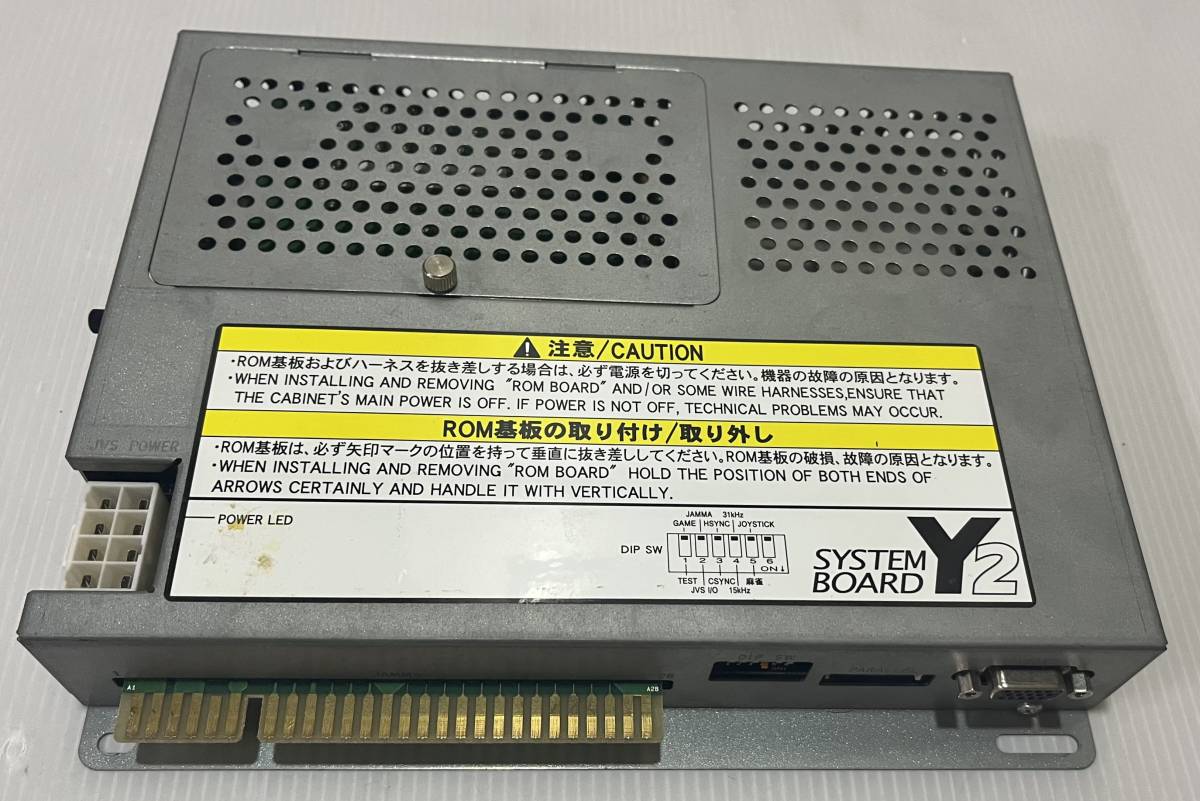 注意/CAUTION
・ROM基板およびハーネスを抜き差しする場合は、必ず電源を切ってください。機器の故障の原因となります。
・WHEN INSTALLING AND REMOVING "ROM BOARD" AND/OR SOME WIRE HARNESSES,ENSURE THAT
THE CABINET'S MAIN POWER IS OFF. IF POWER IS NOT OFF, TECHNICAL PROBLEMS MAY OCCUR.
ROM基板の取り付け/取り外し
・ROM基板は、必ず矢印マークの位置を持って垂直に抜き差ししてください。ROM基板の破損、故障の原因となります。
・WHEN INSTALLING AND REMOVING "ROM BOARD" HOLD THE POSITION OF BOTH ENDS OF
ARROWS CERTAINLY AND HANDLE IT WITH VERTICALLY.
JVS POWER
POWER LED
JAMMA 31kHz
GAME HSYNC JOYSTICK
DIP SW
1 2 3 4 5 6
ON↓
TEST CSYNC 麻雀
JVS I/O 15kHz
SYSTEM
BOARD
Y2
DIP SW
PARALLEL
A1
A28